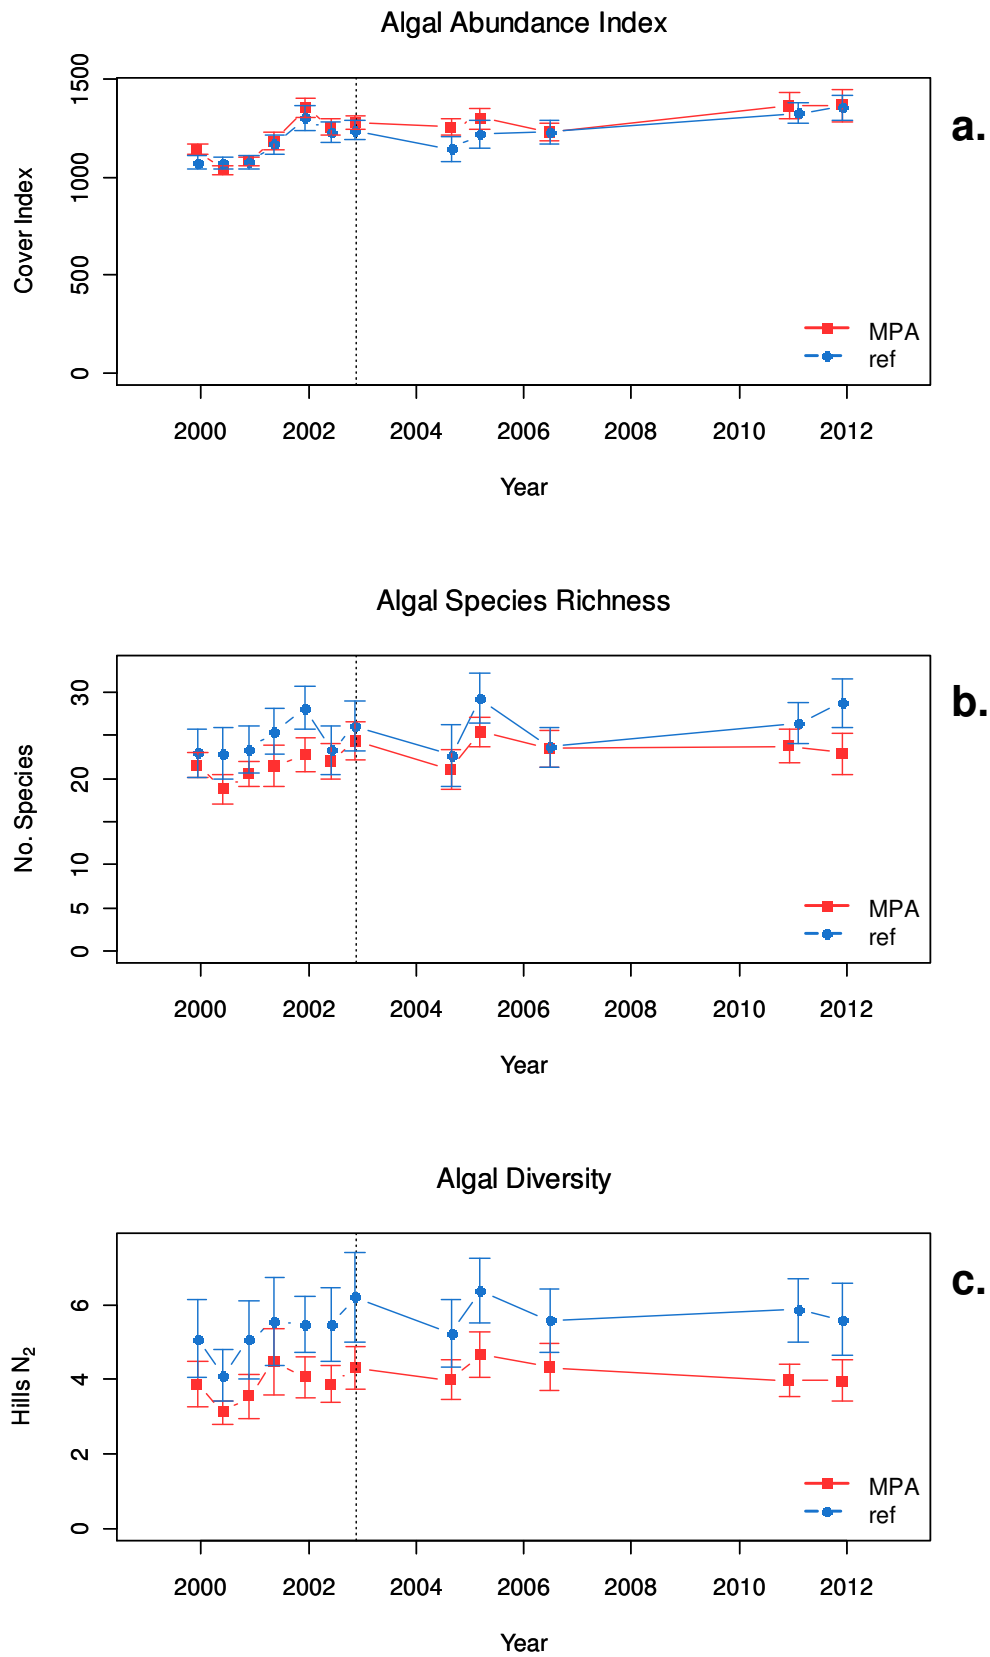 Algal Abundance Index
a.
1500
1000
500
0
Cover Index
MPA
ref
2000 2002 2004 2006 2008 2010 2012
Year
Algal Species Richness
b.
30
20
10
5
0
No. Species
MPA
ref
2000 2002 2004 2006 2008 2010 2012
Year
Algal Diversity
c.
6
4
2
0
Hills N₂
MPA
ref
2000 2002 2004 2006 2008 2010 2012
Year